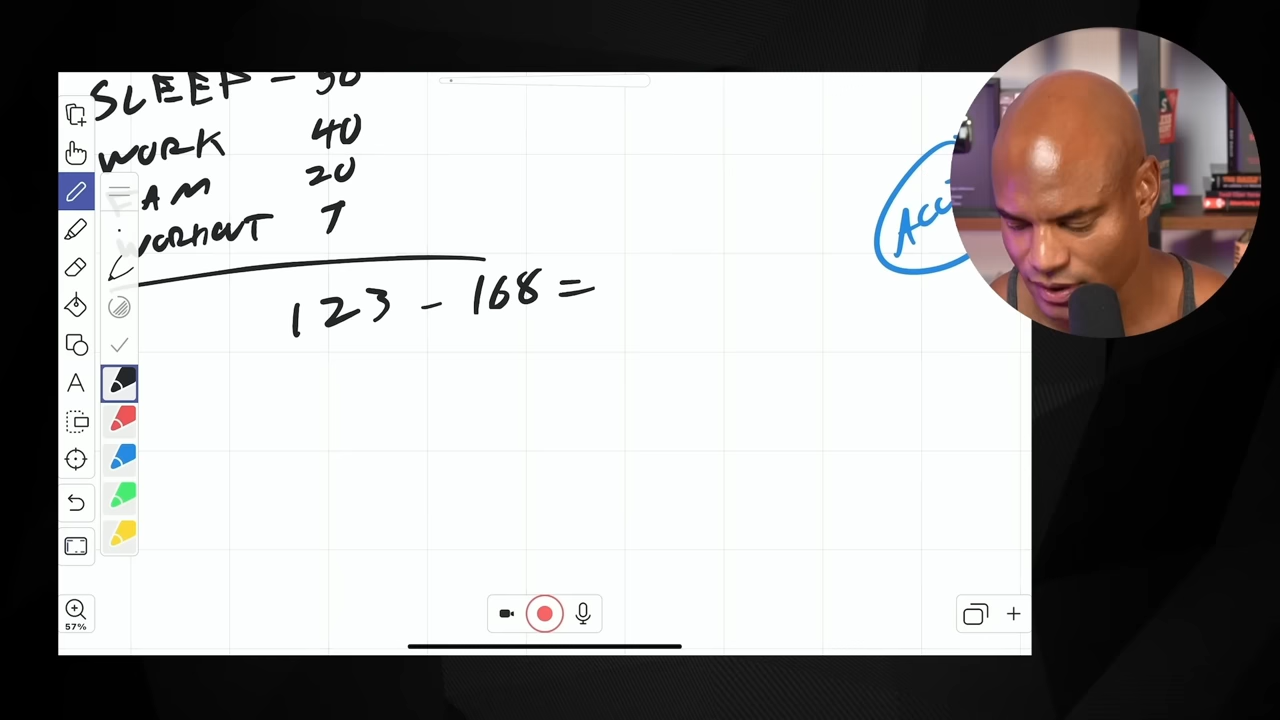 SLEEP - 56
WORK 40
FAM 20
WORKOUT 7
123 - 168 =
A
57%